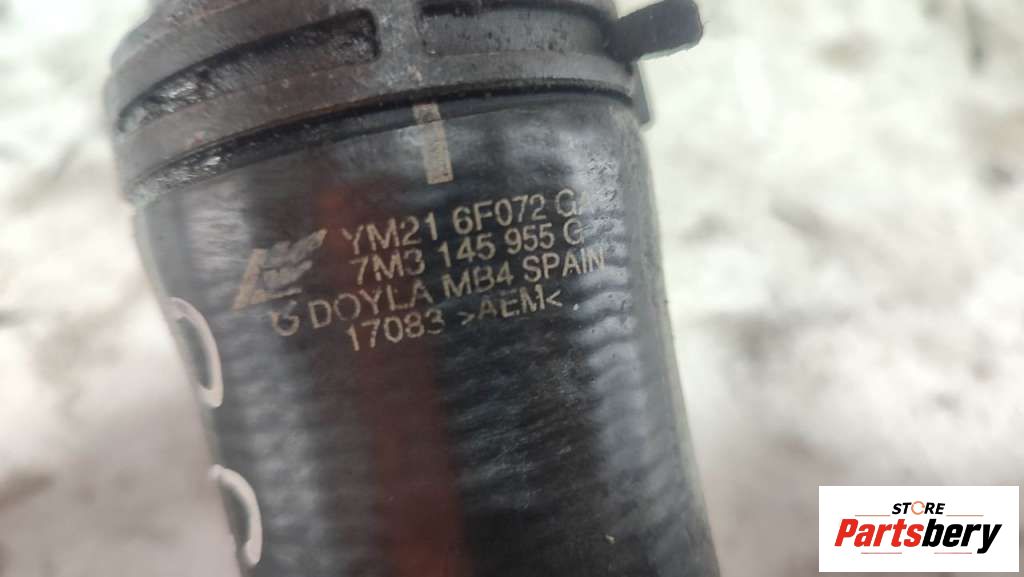 YM21 6F072 GA
7M3 145 955 G
DOYLA MB4 SPAIN
17083 >AEM<
STORE
Partsbery